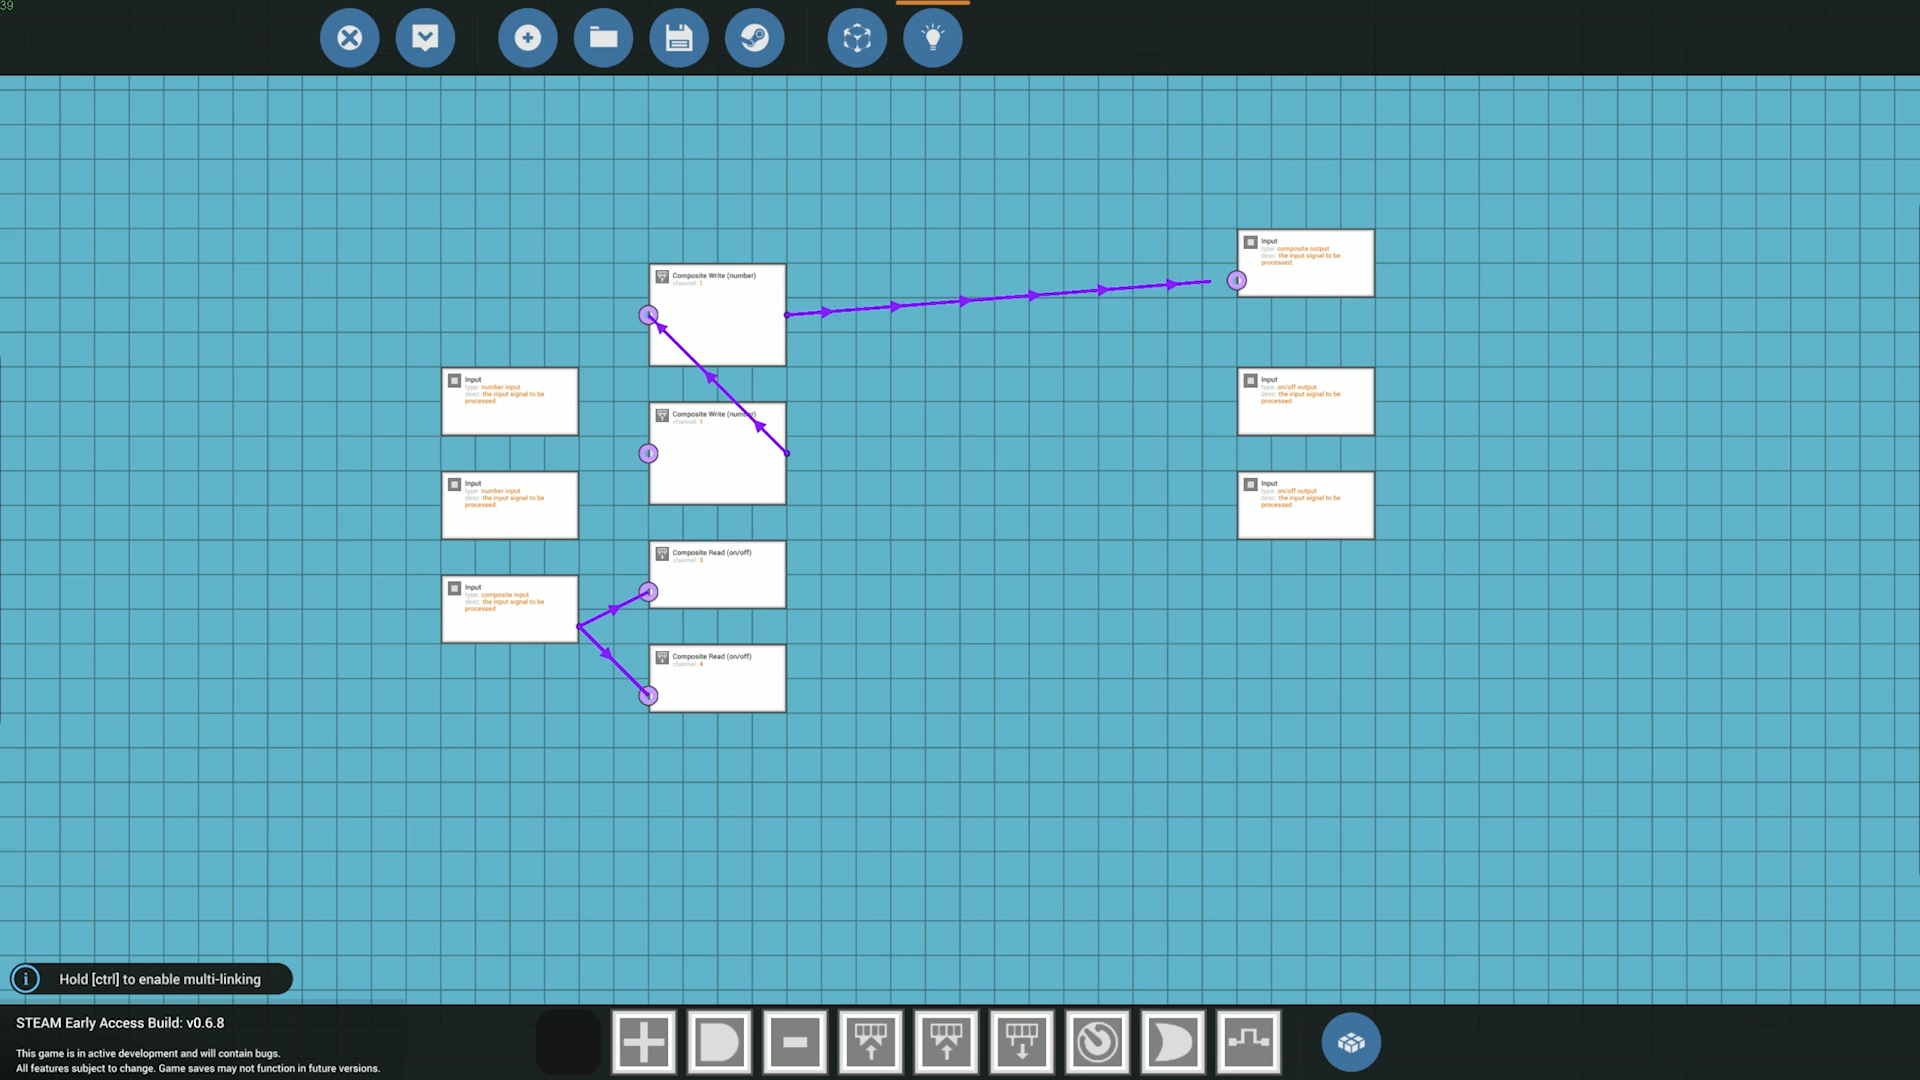 39
Input
type: composite output
desc: the input signal to be
processed.
Composite Write (number)
channel: 1
Input
type: number input
desc: the input signal to be
processed.
Composite Write (number)
channel: 1
Input
type: on/off output
desc: the input signal to be
processed.
Input
type: number input
desc: the input signal to be
processed.
Input
type: on/off output
desc: the input signal to be
processed.
Composite Read (on/off)
channel: 3
Input
type: composite input
desc: the input signal to be
processed.
Composite Read (on/off)
channel: 4
Hold [ctrl] to enable multi-linking
STEAM Early Access Build: v0.6.8
This game is in active development and will contain bugs.
All features subject to change. Game saves may not function in future versions.